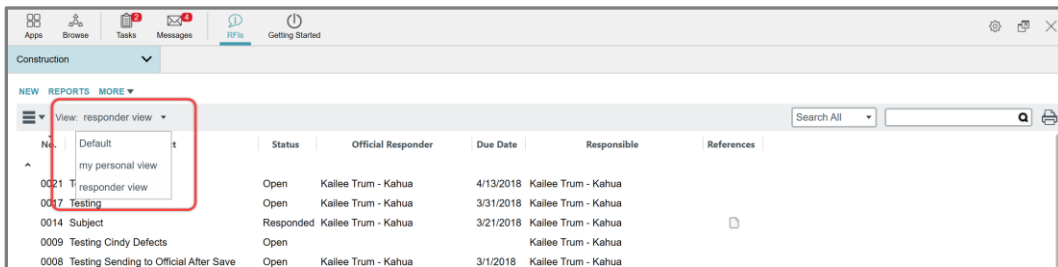 2 4
Apps Browse Tasks Messages RFIs Getting Started
Construction
NEW REPORTS MORE
View: responder view Search All
No. Status Official Responder Due Date Responsible References
Default
my personal view
responder view
0021 Open Kailee Trum - Kahua 4/13/2018 Kailee Trum - Kahua
0017 Testing Open Kailee Trum - Kahua 3/31/2018 Kailee Trum - Kahua
0014 Subject Responded Kailee Trum - Kahua 3/21/2018 Kailee Trum - Kahua
0009 Testing Cindy Defects Open Kailee Trum - Kahua
0008 Testing Sending to Official After Save Open Kailee Trum - Kahua 3/1/2018 Kailee Trum - Kahua